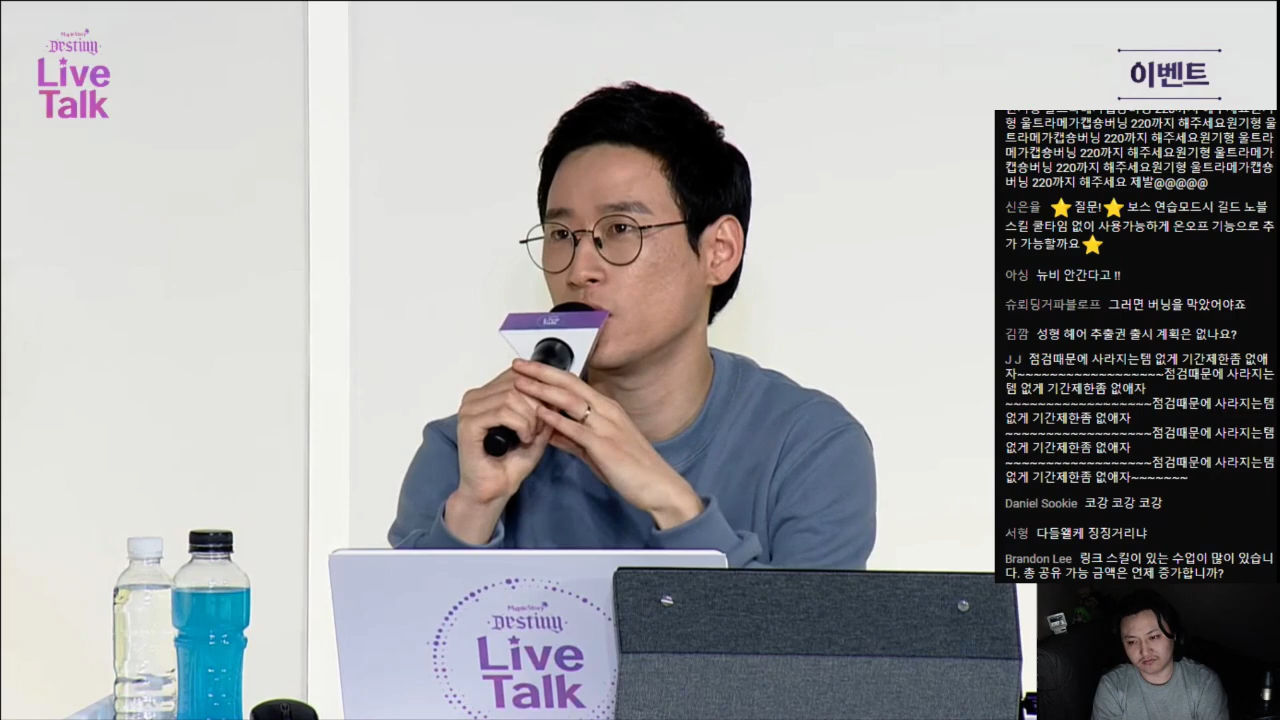 MapleStory
DESTINY
Live
Talk
이벤트
형 울트라메가캡숑버닝 220까지 해주세요원기형 울트
라메가캡숑버닝 220까지 해주세요원기형 울트라메가
메가캡숑버닝 220까지 해주세요원기형 울트라메가
캡숑버닝 220까지 해주세요원기형 울트라메가캡숑
버닝 220까지 해주세요 제발@@@@@
신은율 ⭐질문!⭐보스 연습모드시 길드 노블
스킬 쿨타임 없이 사용가능하게 온오프 기능으로 추
가 가능할까요⭐
아싱 뉴비 안간다고 !!
슈뢰딩거파블로프 그러면 버닝을 막았어야죠
김깜 성형 헤어 추출권 출시 계획은 없나요?
J J 점검때문에 사라지는템 없게 기간제한좀 없애
자~~~~~~~~~~~~~~~~~~점검때문에 사라지는
템 없게 기간제한좀 없애자
~~~~~~~~~~~~~~~~~~점검때문에 사라지는템
없게 기간제한좀 없애자
~~~~~~~~~~~~~~~~~~점검때문에 사라지는템
없게 기간제한좀 없애자
~~~~~~~~~~~~~~~~~~점검때문에 사라지는템
없게 기간제한좀 없애자~~~~~~~
Daniel Sookie 코강 코강 코강
서형 다들왤케 징징거리냐
Brandon Lee 링크 스킬이 있는 수업이 많이 있습니
다. 총 공유 가능 금액은 언제 증가합니까?
MapleStory
DESTINY
Live
Talk